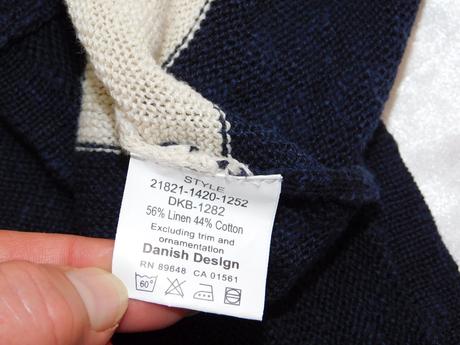 STYLE
21821-1420-1252
DKB-1282
56% Linen 44% Cotton
Excluding trim and
ornamentation
Danish Design
RN 89848 CA 01561
60°